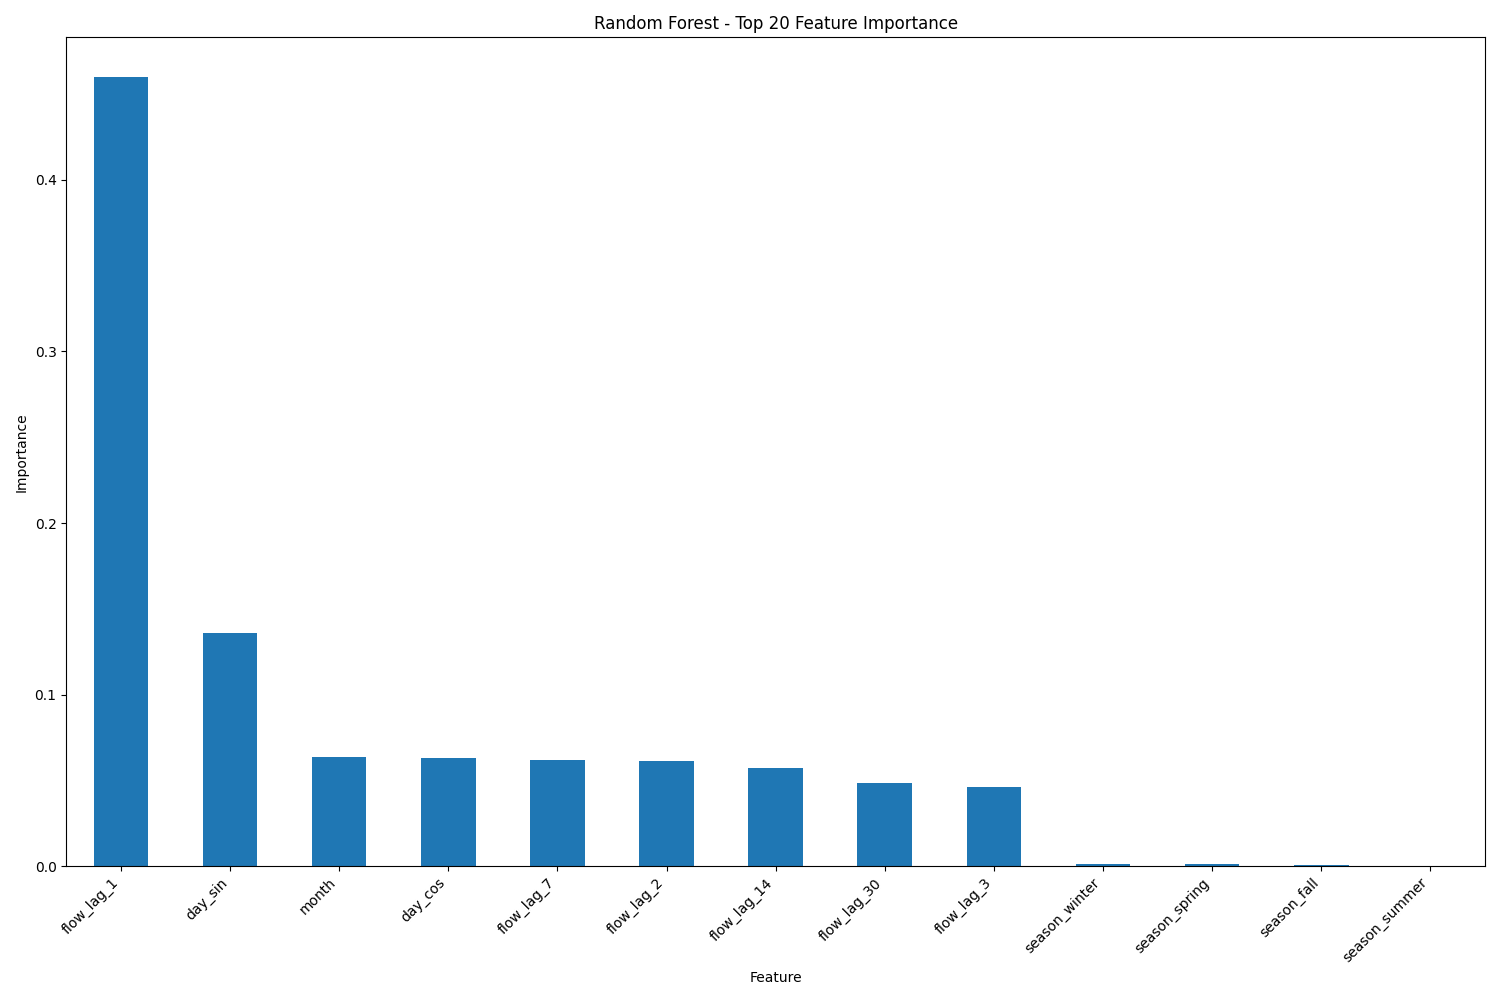 Random Forest - Top 20 Feature Importance
Importance
0.4
0.3
0.2
0.1
0.0
flow_lag_1
day_sin
month
day_cos
flow_lag_7
flow_lag_2
flow_lag_14
flow_lag_30
flow_lag_3
season_winter
season_spring
season_fall
season_summer
Feature